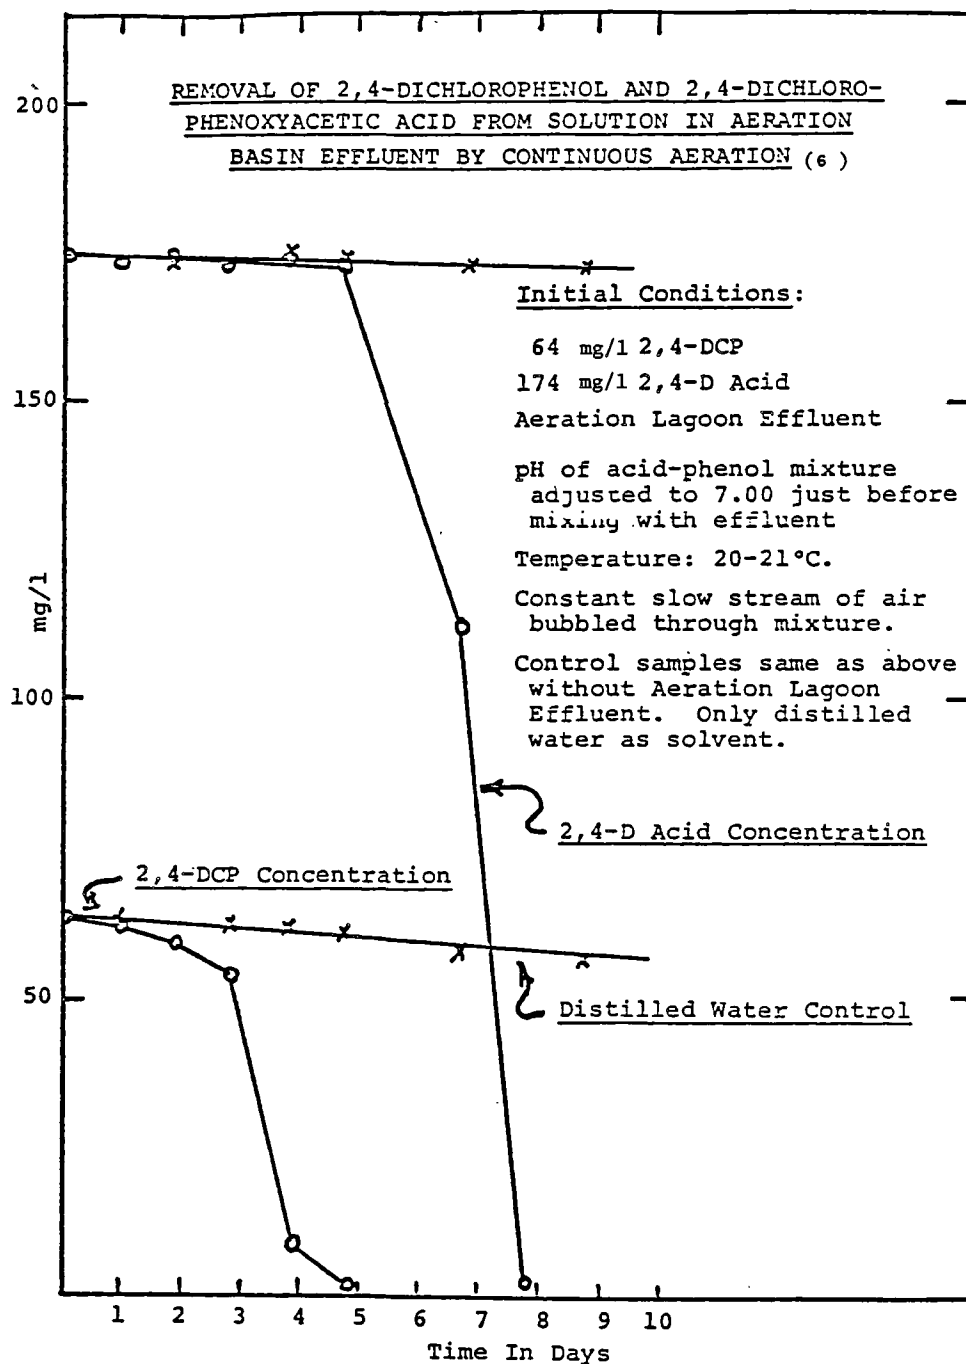 REMOVAL OF 2,4-DICHLOROPHENOL AND 2,4-DICHLORO-
PHENOXYACETIC ACID FROM SOLUTION IN AERATION
BASIN EFFLUENT BY CONTINUOUS AERATION (6)
200
150
100
50
mg/l
Initial Conditions:
64 mg/l 2,4-DCP
174 mg/l 2,4-D Acid
Aeration Lagoon Effluent
pH of acid-phenol mixture
adjusted to 7.00 just before
mixing with effluent
Temperature: 20-21°C.
Constant slow stream of air
bubbled through mixture.
Control samples same as above
without Aeration Lagoon
Effluent. Only distilled
water as solvent.
2,4-D Acid Concentration
2,4-DCP Concentration
Distilled Water Control
1 2 3 4 5 6 7 8 9 10
Time In Days